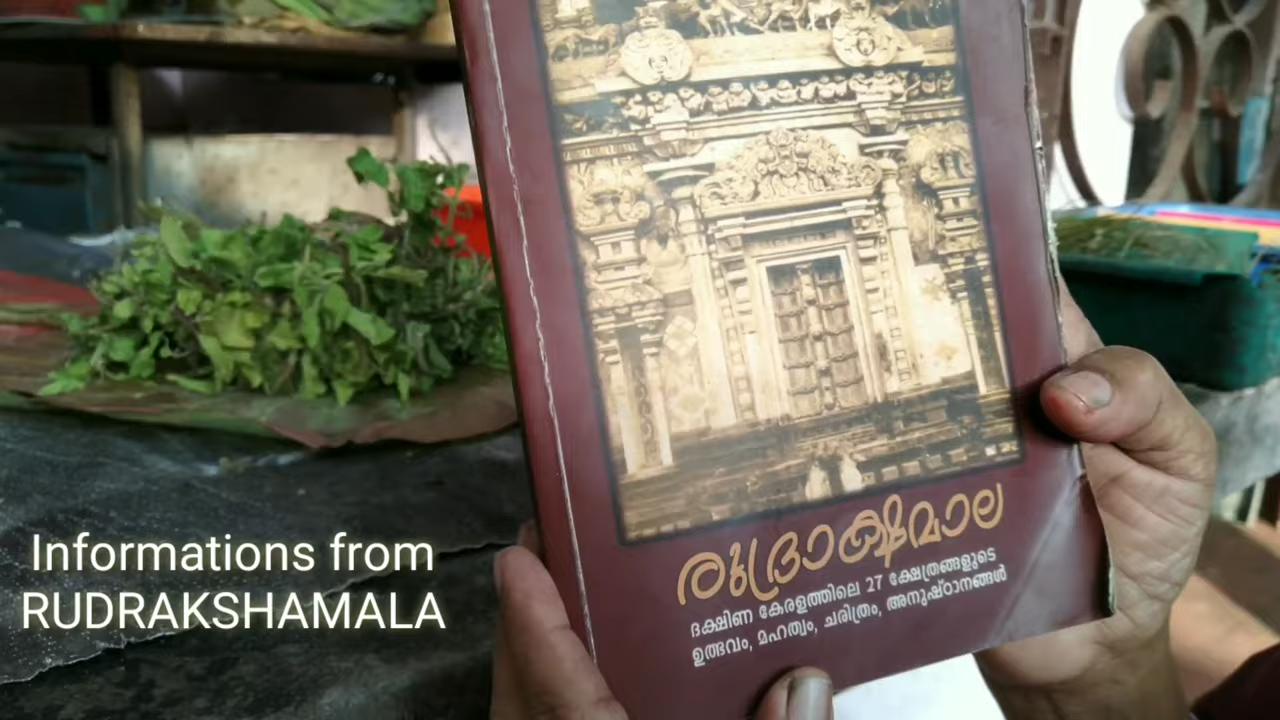 Informations from
RUDRAKSHAMALA
രുദ്രാക്ഷമാല
ദക്ഷിണ കേരളത്തിലെ 27 ക്ഷേത്രങ്ങളുടെ
ഉത്ഭവം, മഹത്വം, ചരിത്രം, അനുഷ്ഠാനങ്ങൾ